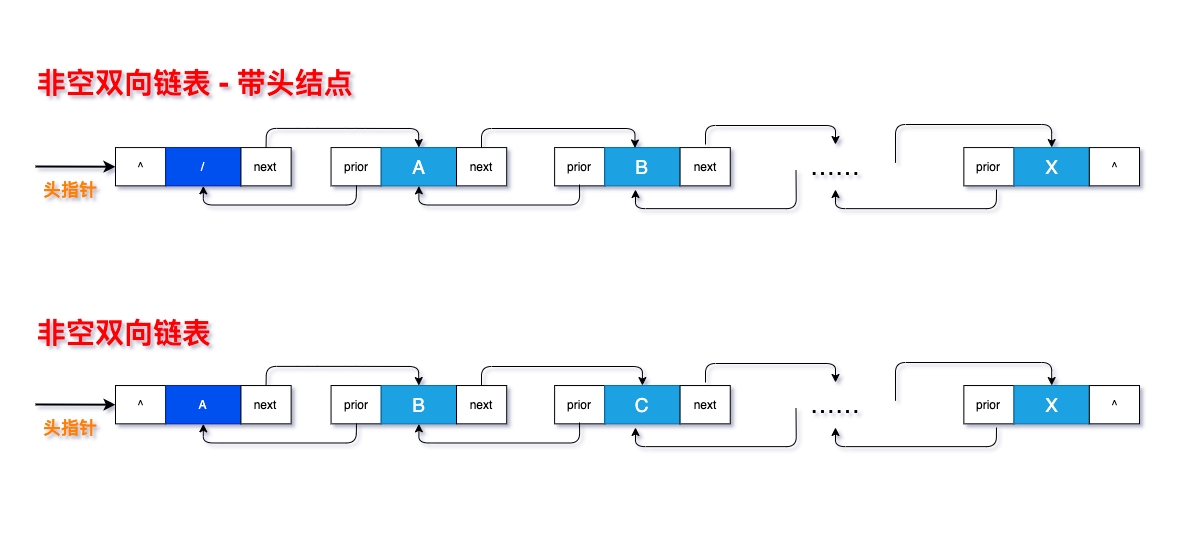 非空双向链表 - 带头结点
^ / next prior A next prior B next ...... prior X ^
头指针
非空双向链表
^ A next prior B next prior C next ...... prior X ^
头指针